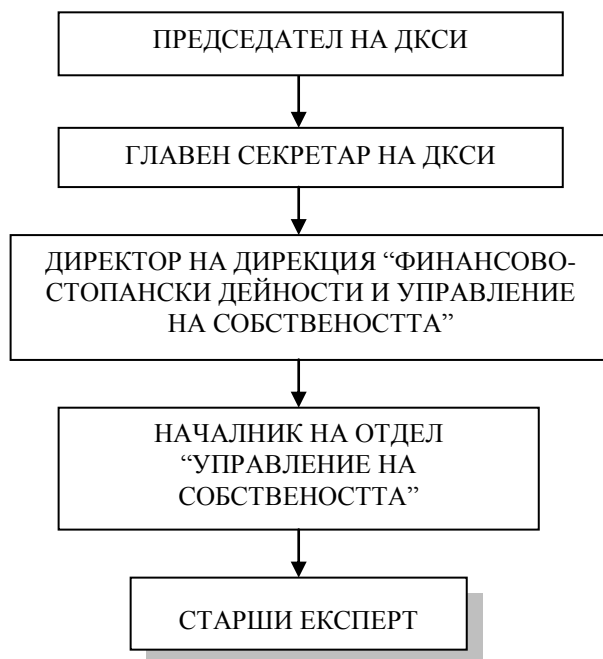 ПРЕДСЕДАТЕЛ НА ДКСИ
ГЛАВЕН СЕКРЕТАР НА ДКСИ
ДИРЕКТОР НА ДИРЕКЦИЯ “ФИНАНСОВО-
СТОПАНСКИ ДЕЙНОСТИ И УПРАВЛЕНИЕ
НА СОБСТВЕНОСТТА”
НАЧАЛНИК НА ОТДЕЛ
“УПРАВЛЕНИЕ НА
СОБСТВЕНОСТТА”
СТАРШИ ЕКСПЕРТ